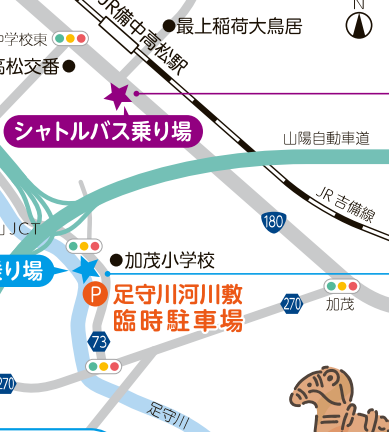 N
JR備中高松駅
最上稲荷大鳥居
中学校東
高松交番
シャトルバス乗り場
山陽自動車道
JR吉備線
180
JCT
加茂小学校
乗り場
P
足守川河川敷
臨時駐車場
270
加茂
73
270
足守川